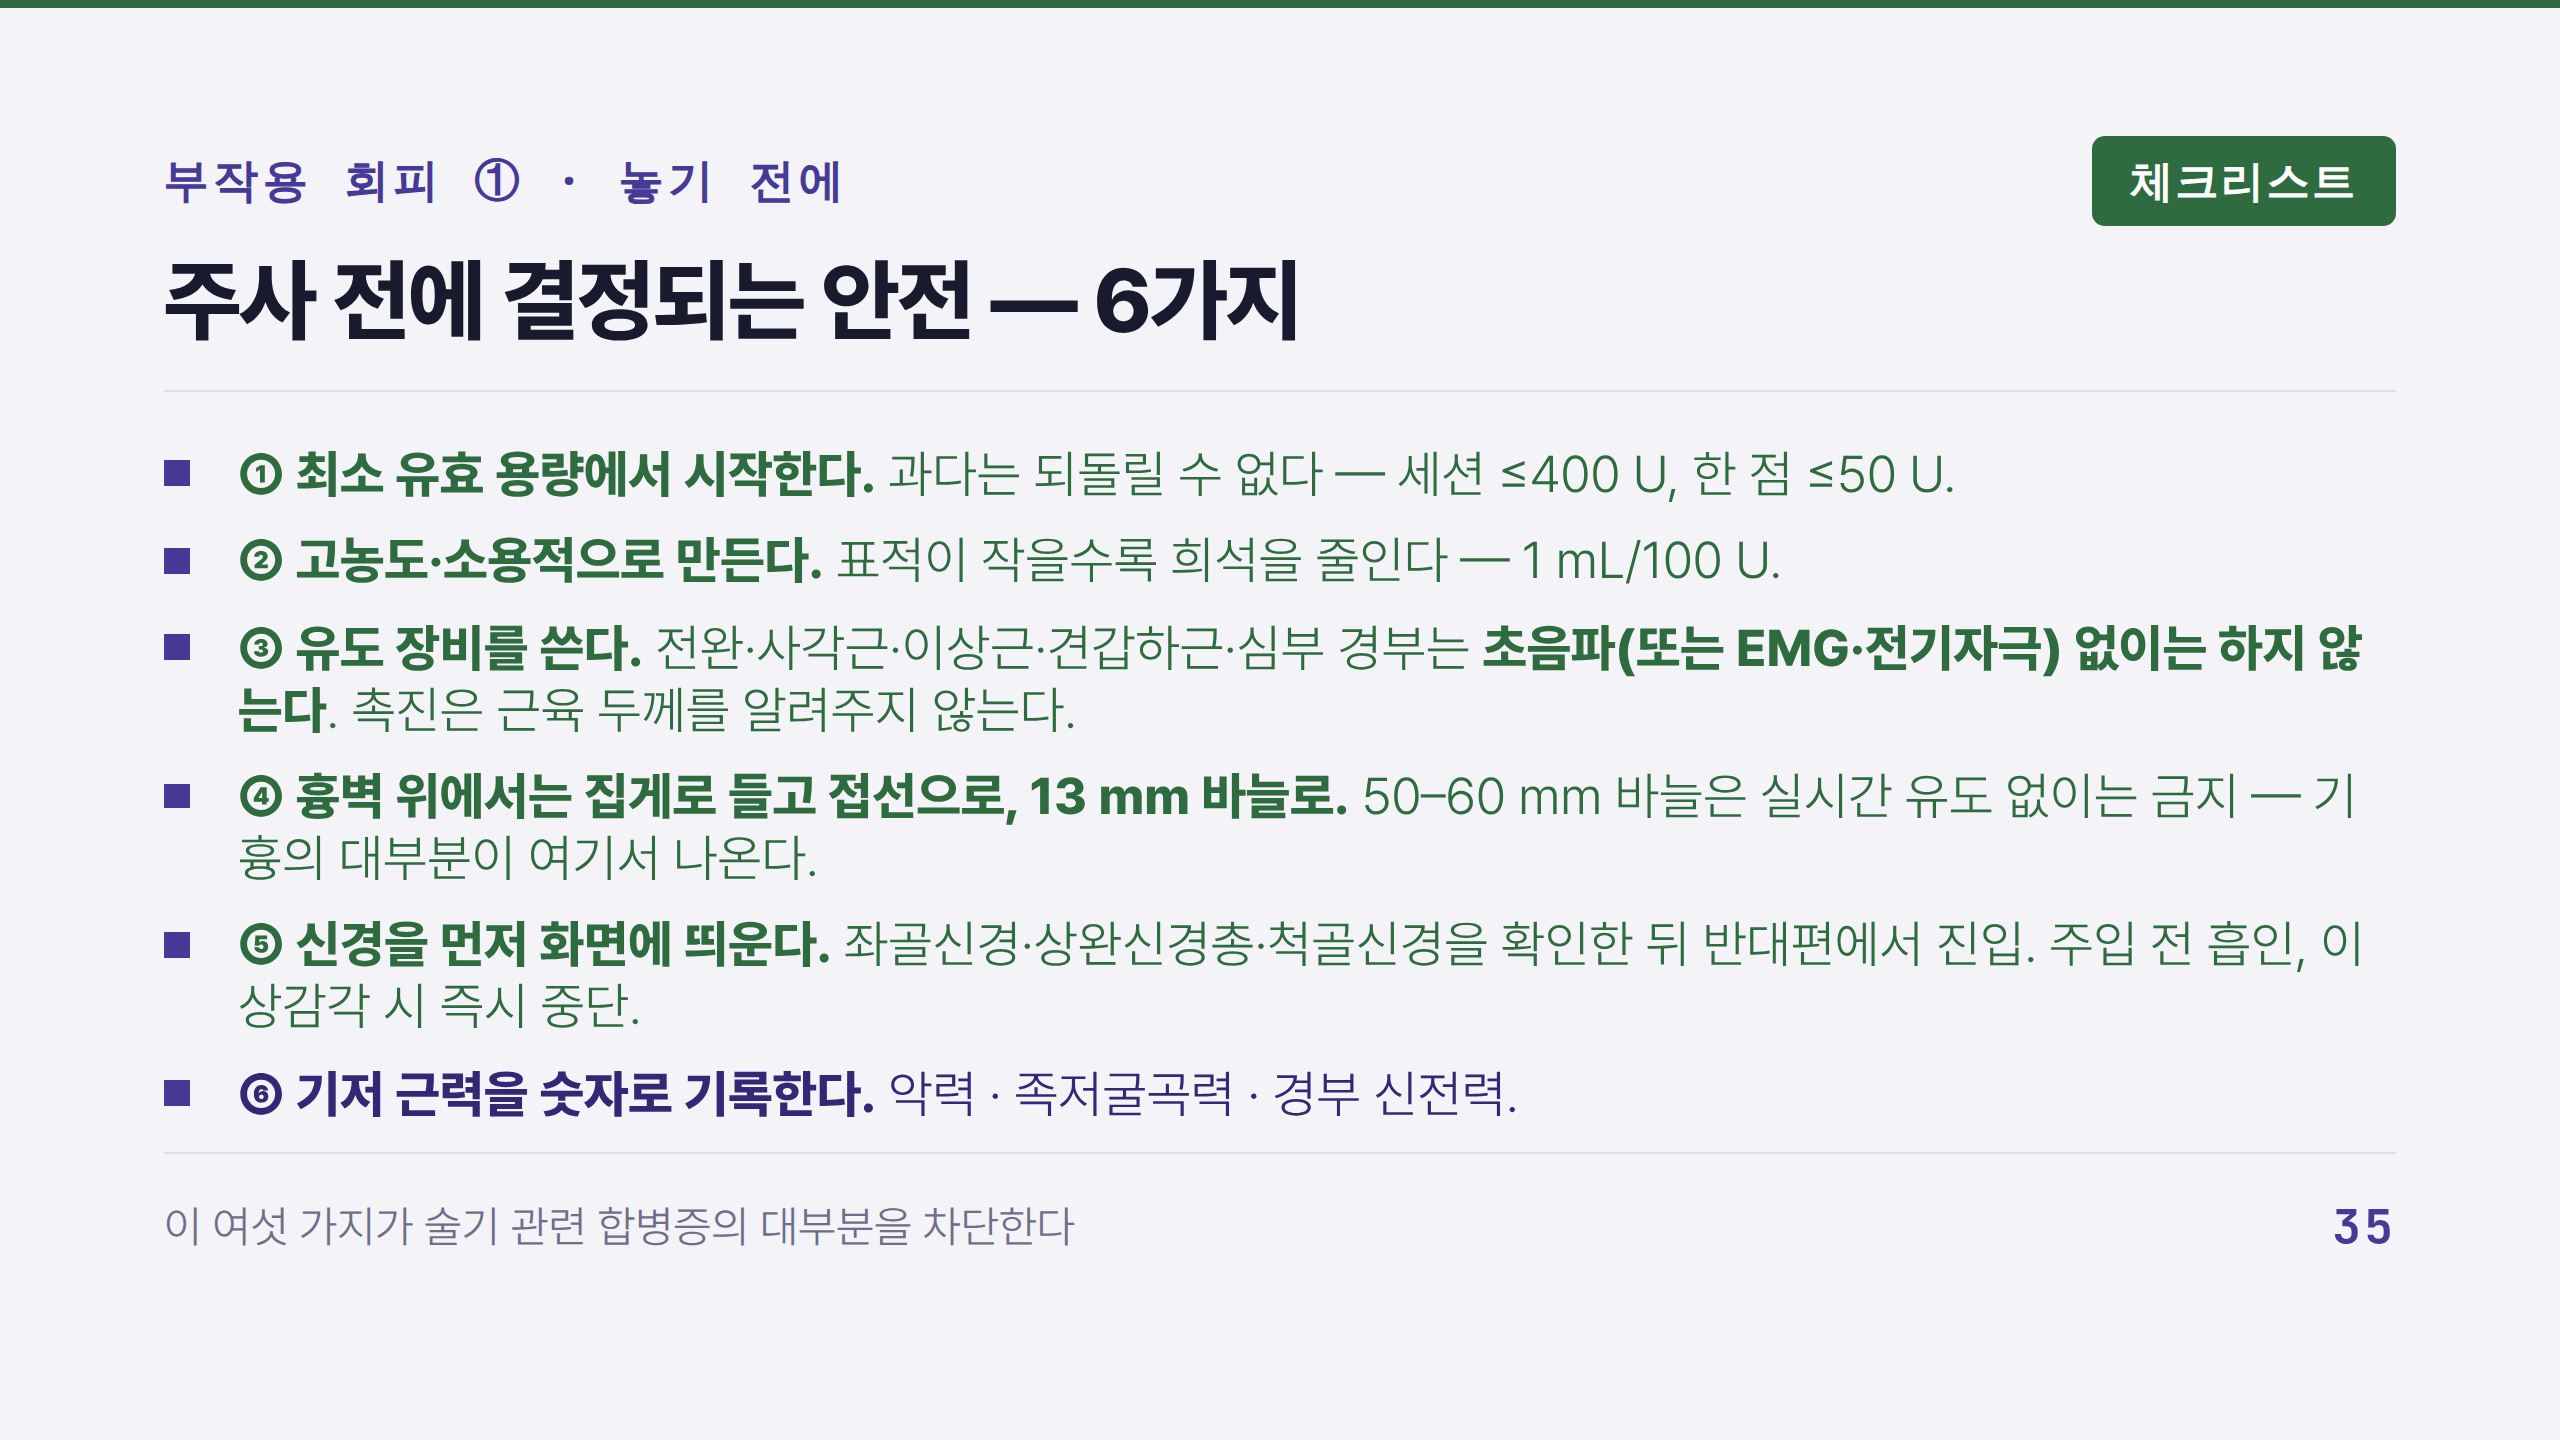 부작용 회피 ① · 놓기 전에
체크리스트
주사 전에 결정되는 안전 — 6가지
① 최소 유효 용량에서 시작한다. 과다는 되돌릴 수 없다 — 세션 ≤400 U, 한 점 ≤50 U.
② 고농도·소용적으로 만든다. 표적이 작을수록 희석을 줄인다 — 1 mL/100 U.
③ 유도 장비를 쓴다. 전완·사각근·이상근·견갑하근·심부 경부는 초음파(또는 EMG·전기자극) 없이는 하지 않
는다. 촉진은 근육 두께를 알려주지 않는다.
④ 흉벽 위에서는 집게로 들고 접선으로, 13 mm 바늘로. 50–60 mm 바늘은 실시간 유도 없이는 금지 — 기
흉의 대부분이 여기서 나온다.
⑤ 신경을 먼저 화면에 띄운다. 좌골신경·상완신경총·척골신경을 확인한 뒤 반대편에서 진입. 주입 전 흡인, 이
상감각 시 즉시 중단.
⑥ 기저 근력을 숫자로 기록한다. 악력 · 족저굴곡력 · 경부 신전력.
이 여섯 가지가 술기 관련 합병증의 대부분을 차단한다
35